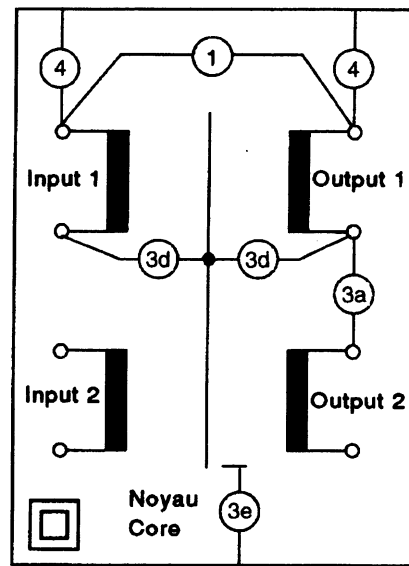 4
1
4
Input 1
Output 1
3d
3d
3a
Input 2
Output 2
Noyau
Core
3e